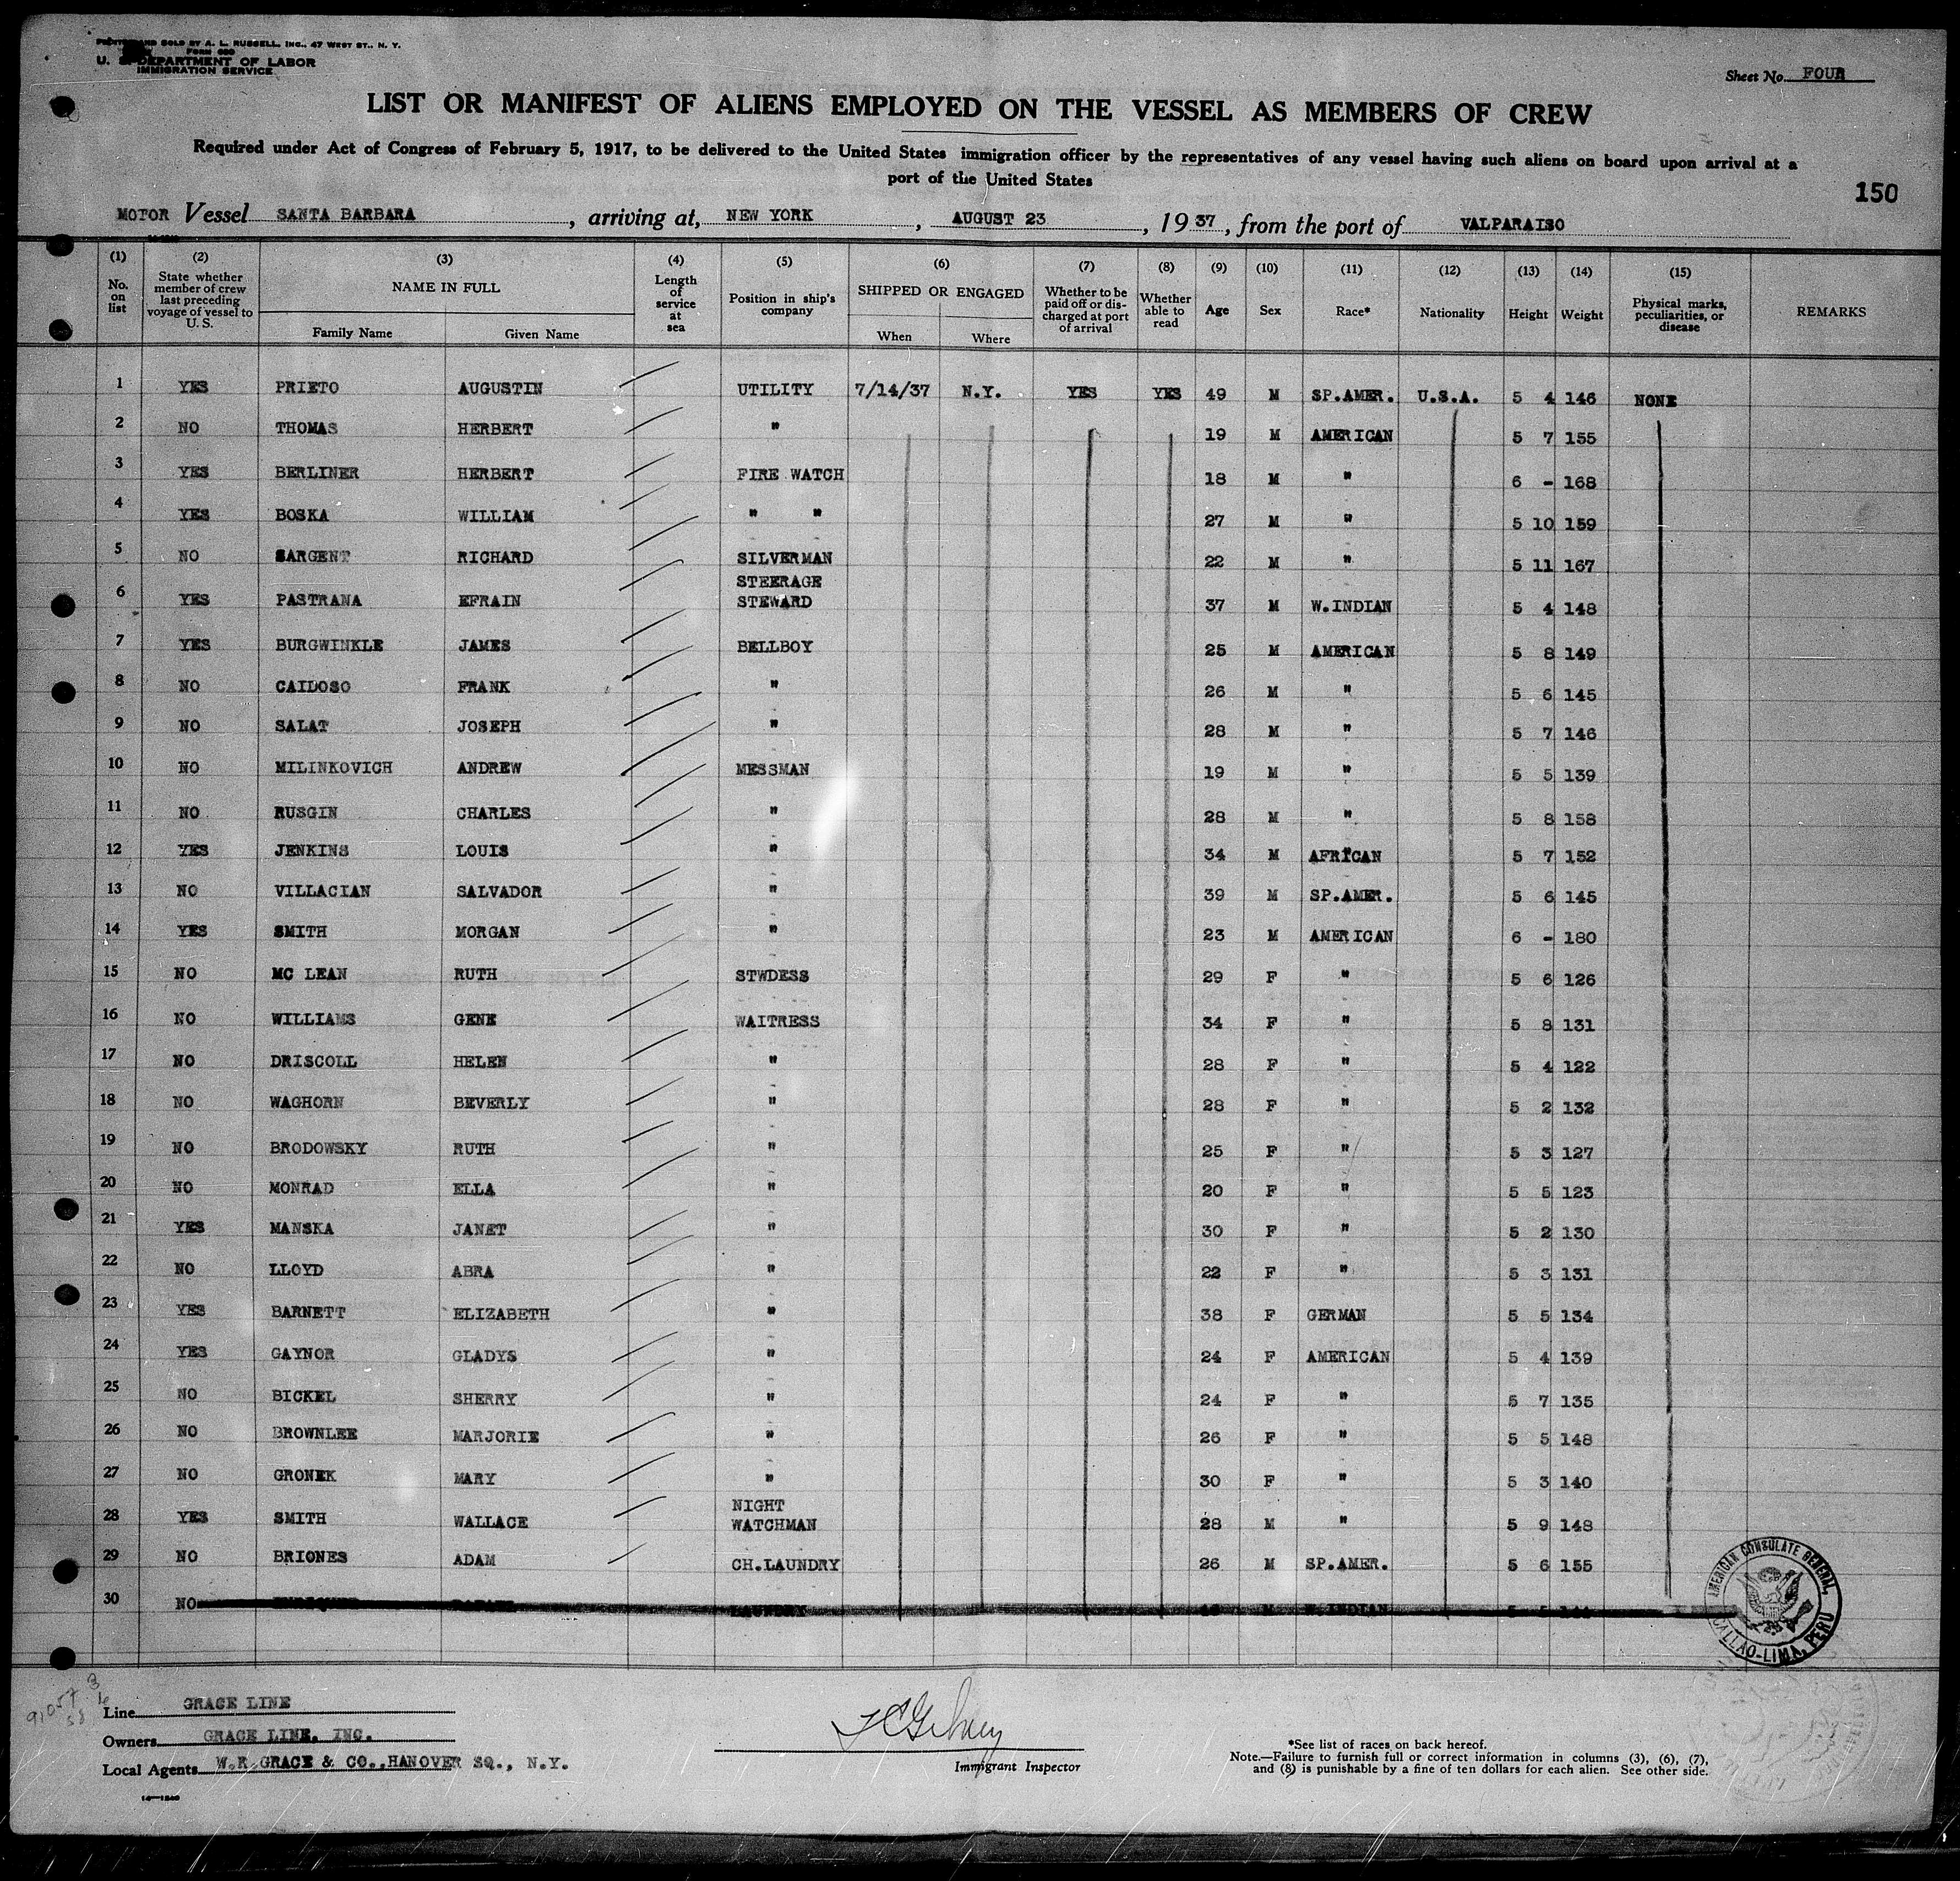 PRINTED AND SOLD BY A. L. RUSSELL, INC., 47 WEST ST., N. Y.
FORM 680
U. S. DEPARTMENT OF LABOR
IMMIGRATION SERVICE
Sheet No. FOUR
LIST OR MANIFEST OF ALIENS EMPLOYED ON THE VESSEL AS MEMBERS OF CREW
Required under Act of Congress of February 5, 1917, to be delivered to the United States immigration officer by the representatives of any vessel having such aliens on board upon arrival at a
port of the United States
150
MOTOR Vessel SANTA BARBARA, arriving at, NEW YORK, AUGUST 23, 1937, from the port of VALPARAISO
(1) No. on list (2) State whether member of crew last preceding voyage of vessel to U. S. (3) NAME IN FULL Family Name Given Name (4) Length of service at sea (5) Position in ship's company (6) SHIPPED OR ENGAGED When Where (7) Whether to be paid off or discharged at port of arrival (8) Whether able to read (9) Age (10) Sex (11) Race* (12) Nationality (13) Height (14) Weight (15) Physical marks, peculiarities, or disease REMARKS
1 YES PRIETO AUGUSTIN UTILITY 7/14/37 N.Y. YES YES 49 M SP.AMER. U.S.A. 5 4 146 NONE
2 NO THOMAS HERBERT " 19 M AMERICAN 5 7 155
3 YES BERLINER HERBERT FIRE WATCH 18 M " 6 - 168
4 YES BOSKA WILLIAM " " 27 M " 5 10 159
5 NO SARGENT RICHARD SILVERMAN 22 M " 5 11 167
6 YES PASTRANA EFRAIN STEERAGE STEWARD 37 M W.INDIAN 5 4 148
7 YES BURGWINKLE JAMES BELLBOY 25 M AMERICAN 5 8 149
8 NO CAIDOSO FRANK " 26 M " 5 6 145
9 NO SALAT JOSEPH " 28 M " 5 7 146
10 NO MILINKOVICH ANDREW MESSMAN 19 M " 5 5 139
11 NO RUSGIN CHARLES " 28 M " 5 8 158
12 YES JENKINS LOUIS " 34 M AFRICAN 5 7 152
13 NO VILLACIAN SALVADOR " 39 M SP.AMER. 5 6 145
14 YES SMITH MORGAN " 23 M AMERICAN 6 - 180
15 NO MC LEAN RUTH STWDESS 29 F " 5 6 126
16 NO WILLIAMS GENE WAITRESS 34 F " 5 8 131
17 NO DRISCOLL HELEN " 28 F " 5 4 122
18 NO WAGHORN BEVERLY " 28 F " 5 2 132
19 NO BRODOWSKY RUTH " 25 F " 5 3 127
20 NO MONRAD ELLA " 20 F " 5 5 123
21 YES MANSKA JANET " 30 F " 5 2 130
22 NO LLOYD ABRA " 22 F " 5 3 131
23 YES BARNETT ELIZABETH " 38 F GERMAN 5 5 134
24 YES GAYNOR GLADYS " 24 F AMERICAN 5 4 139
25 NO BICKEL SHERRY " 24 F " 5 7 135
26 NO BROWNLEE MARJORIE " 26 F " 5 5 148
27 NO GRONEK MARY " 30 F " 5 3 140
28 YES SMITH WALLACE NIGHT WATCHMAN 28 M " 5 9 148
29 NO BRIONES ADAM CH.LAUNDRY 26 M SP.AMER. 5 6 155
30 NO LAUNDRY M W.INDIAN
AMERICAN CONSULATE GENERAL, CALLAO-LIMA, PERU
Line GRACE LINE
Owners GRACE LINE, INC.
Local Agents W.R.GRACE & CO.,HANOVER SQ., N.Y.
Immigrant Inspector
*See list of races on back hereof.
Note.—Failure to furnish full or correct information in columns (3), (6), (7),
and (8) is punishable by a fine of ten dollars for each alien. See other side.
14—1240